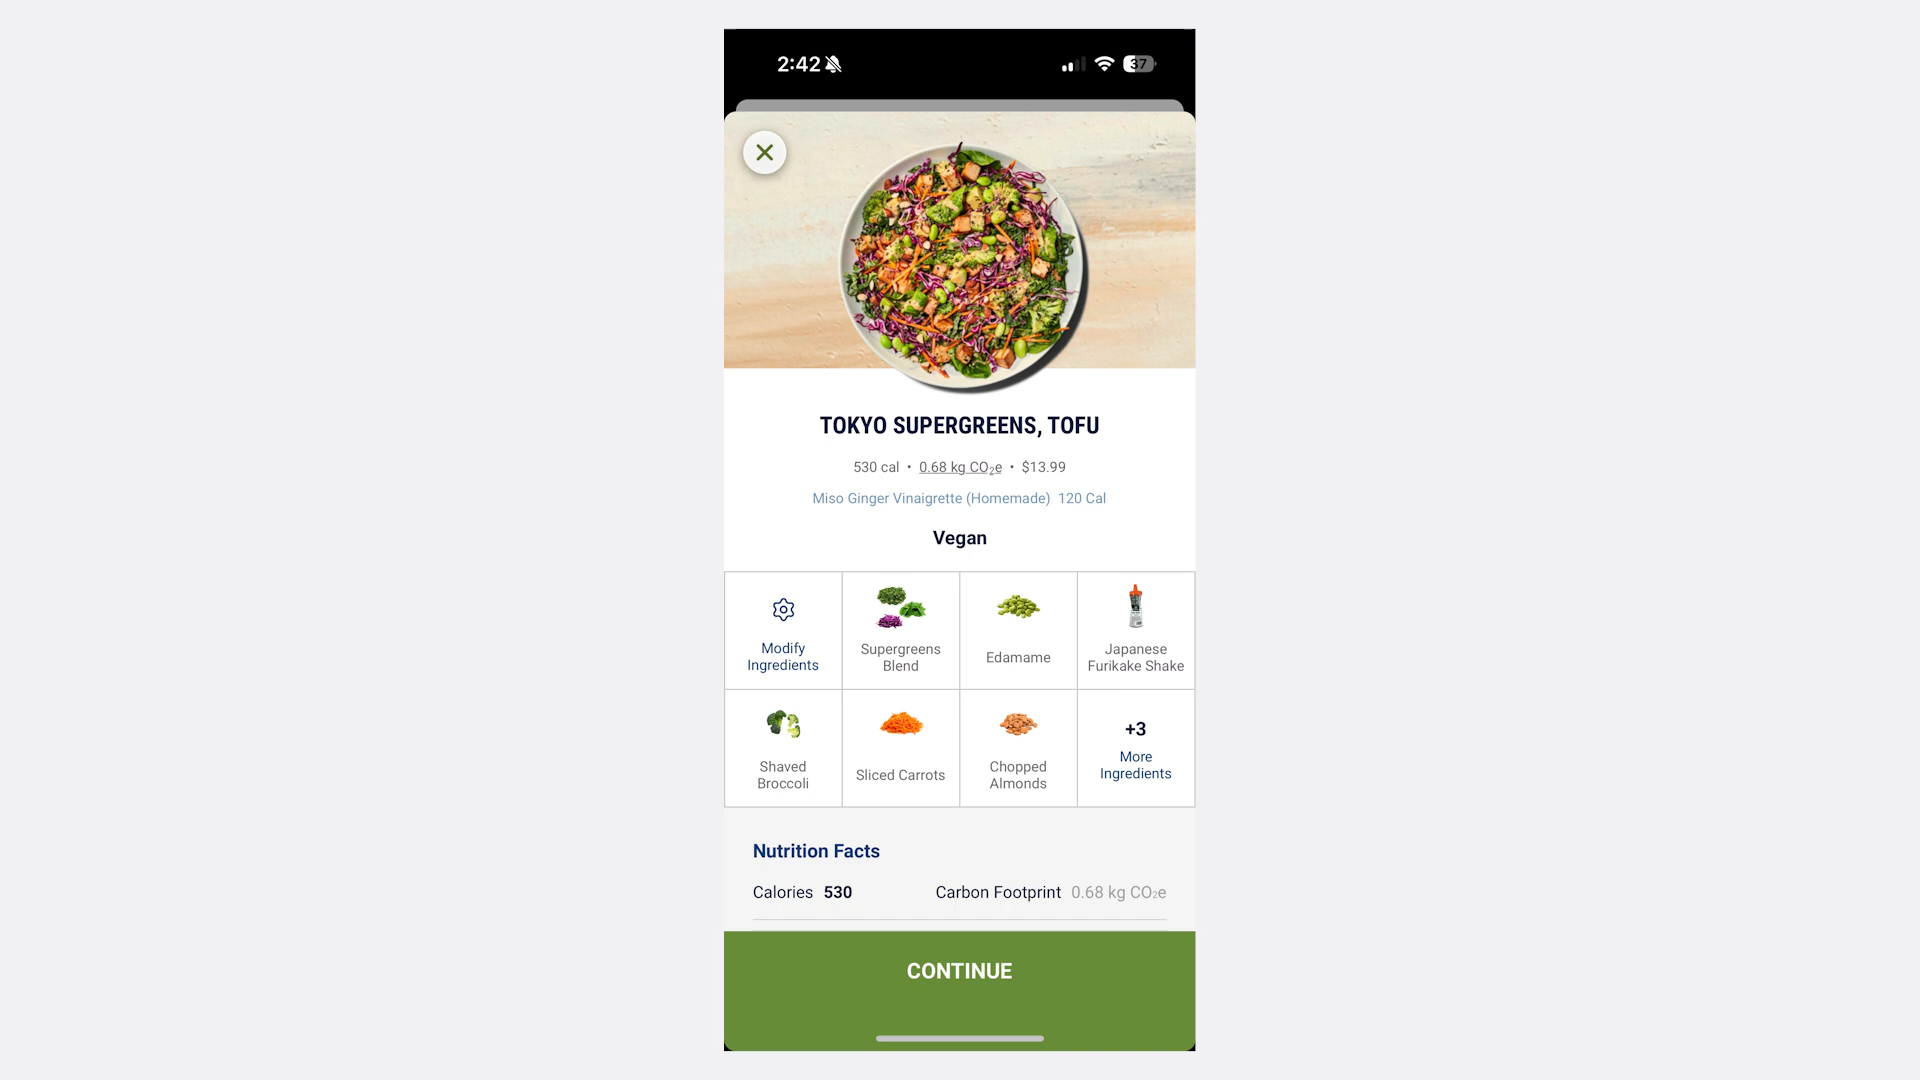 2:42
37
TOKYO SUPERGREENS, TOFU
530 cal • 0.68 kg CO₂e • $13.99
Miso Ginger Vinaigrette (Homemade) 120 Cal
Vegan
Modify
Ingredients
Supergreens
Blend
Edamame
Japanese
Furikake Shake
Shaved
Broccoli
Sliced Carrots
Chopped
Almonds
+3
More
Ingredients
Nutrition Facts
Calories 530
Carbon Footprint 0.68 kg CO₂e
CONTINUE